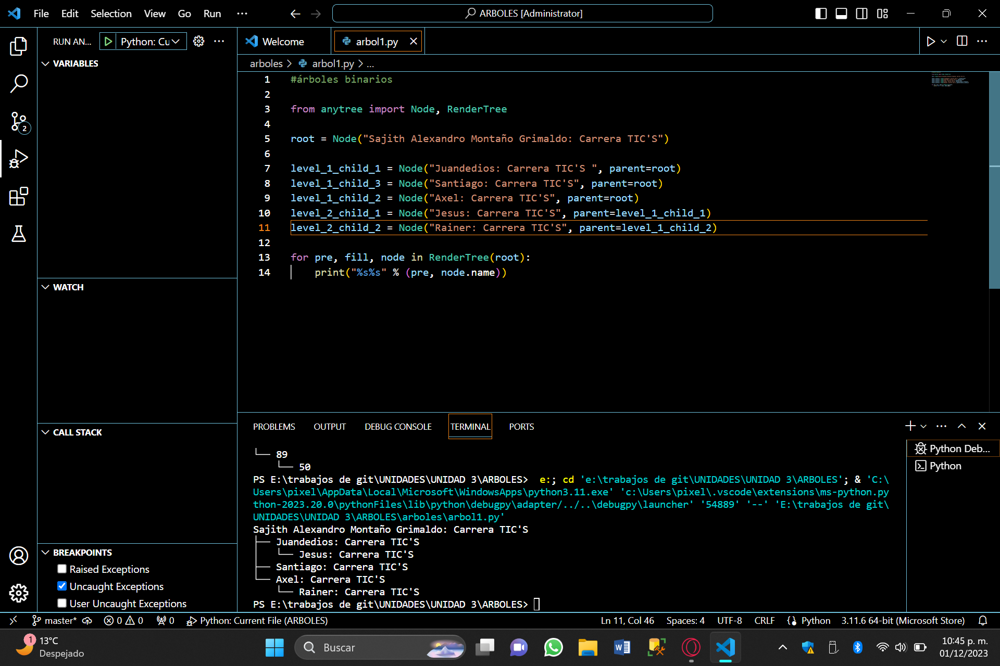 File Edit Selection View Go Run ··· ARBOLES [Administrator]
RUN AN... Python: Cu ···
Welcome arbol1.py ···
VARIABLES
arboles > arbol1.py > ...
1 #árboles binarios
2
3 from anytree import Node, RenderTree
4
5 root = Node("Sajith Alexandro Montaño Grimaldo: Carrera TIC'S")
6
7 level_1_child_1 = Node("Juandedios: Carrera TIC'S ", parent=root)
8 level_1_child_3 = Node("Santiago: Carrera TIC'S", parent=root)
9 level_1_child_2 = Node("Axel: Carrera TIC'S", parent=root)
10 level_2_child_1 = Node("Jesus: Carrera TIC'S", parent=level_1_child_1)
11 level_2_child_2 = Node("Rainer: Carrera TIC'S", parent=level_1_child_2)
12
13 for pre, fill, node in RenderTree(root):
14     print("%s%s" % (pre, node.name))
2
WATCH
CALL STACK
BREAKPOINTS
Raised Exceptions
Uncaught Exceptions
User Uncaught Exceptions
PROBLEMS OUTPUT DEBUG CONSOLE TERMINAL PORTS
└── 89
    └── 50
PS E:\trabajos de git\UNIDADES\UNIDAD 3\ARBOLES>  e:; cd 'e:\trabajos de git\UNIDADES\UNIDAD 3\ARBOLES'; & 'C:\
Users\pixel\AppData\Local\Microsoft\WindowsApps\python3.11.exe' 'c:\Users\pixel\.vscode\extensions\ms-python.py
thon-2023.20.0\pythonFiles\lib\python\debugpy\adapter/../..\debugpy\launcher' '54889' '--' 'E:\trabajos de git\
UNIDADES\UNIDAD 3\ARBOLES\arboles\arbol1.py'
Sajith Alexandro Montaño Grimaldo: Carrera TIC'S
├── Juandedios: Carrera TIC'S
│   └── Jesus: Carrera TIC'S
├── Santiago: Carrera TIC'S
└── Axel: Carrera TIC'S
    └── Rainer: Carrera TIC'S
PS E:\trabajos de git\UNIDADES\UNIDAD 3\ARBOLES>
Python Deb...
Python
master* 0 0 0 Python: Current File (ARBOLES) Ln 11, Col 46 Spaces: 4 UTF-8 CRLF Python 3.11.6 64-bit (Microsoft Store)
1 13°C
Despejado
Buscar
10:45 p. m.
01/12/2023